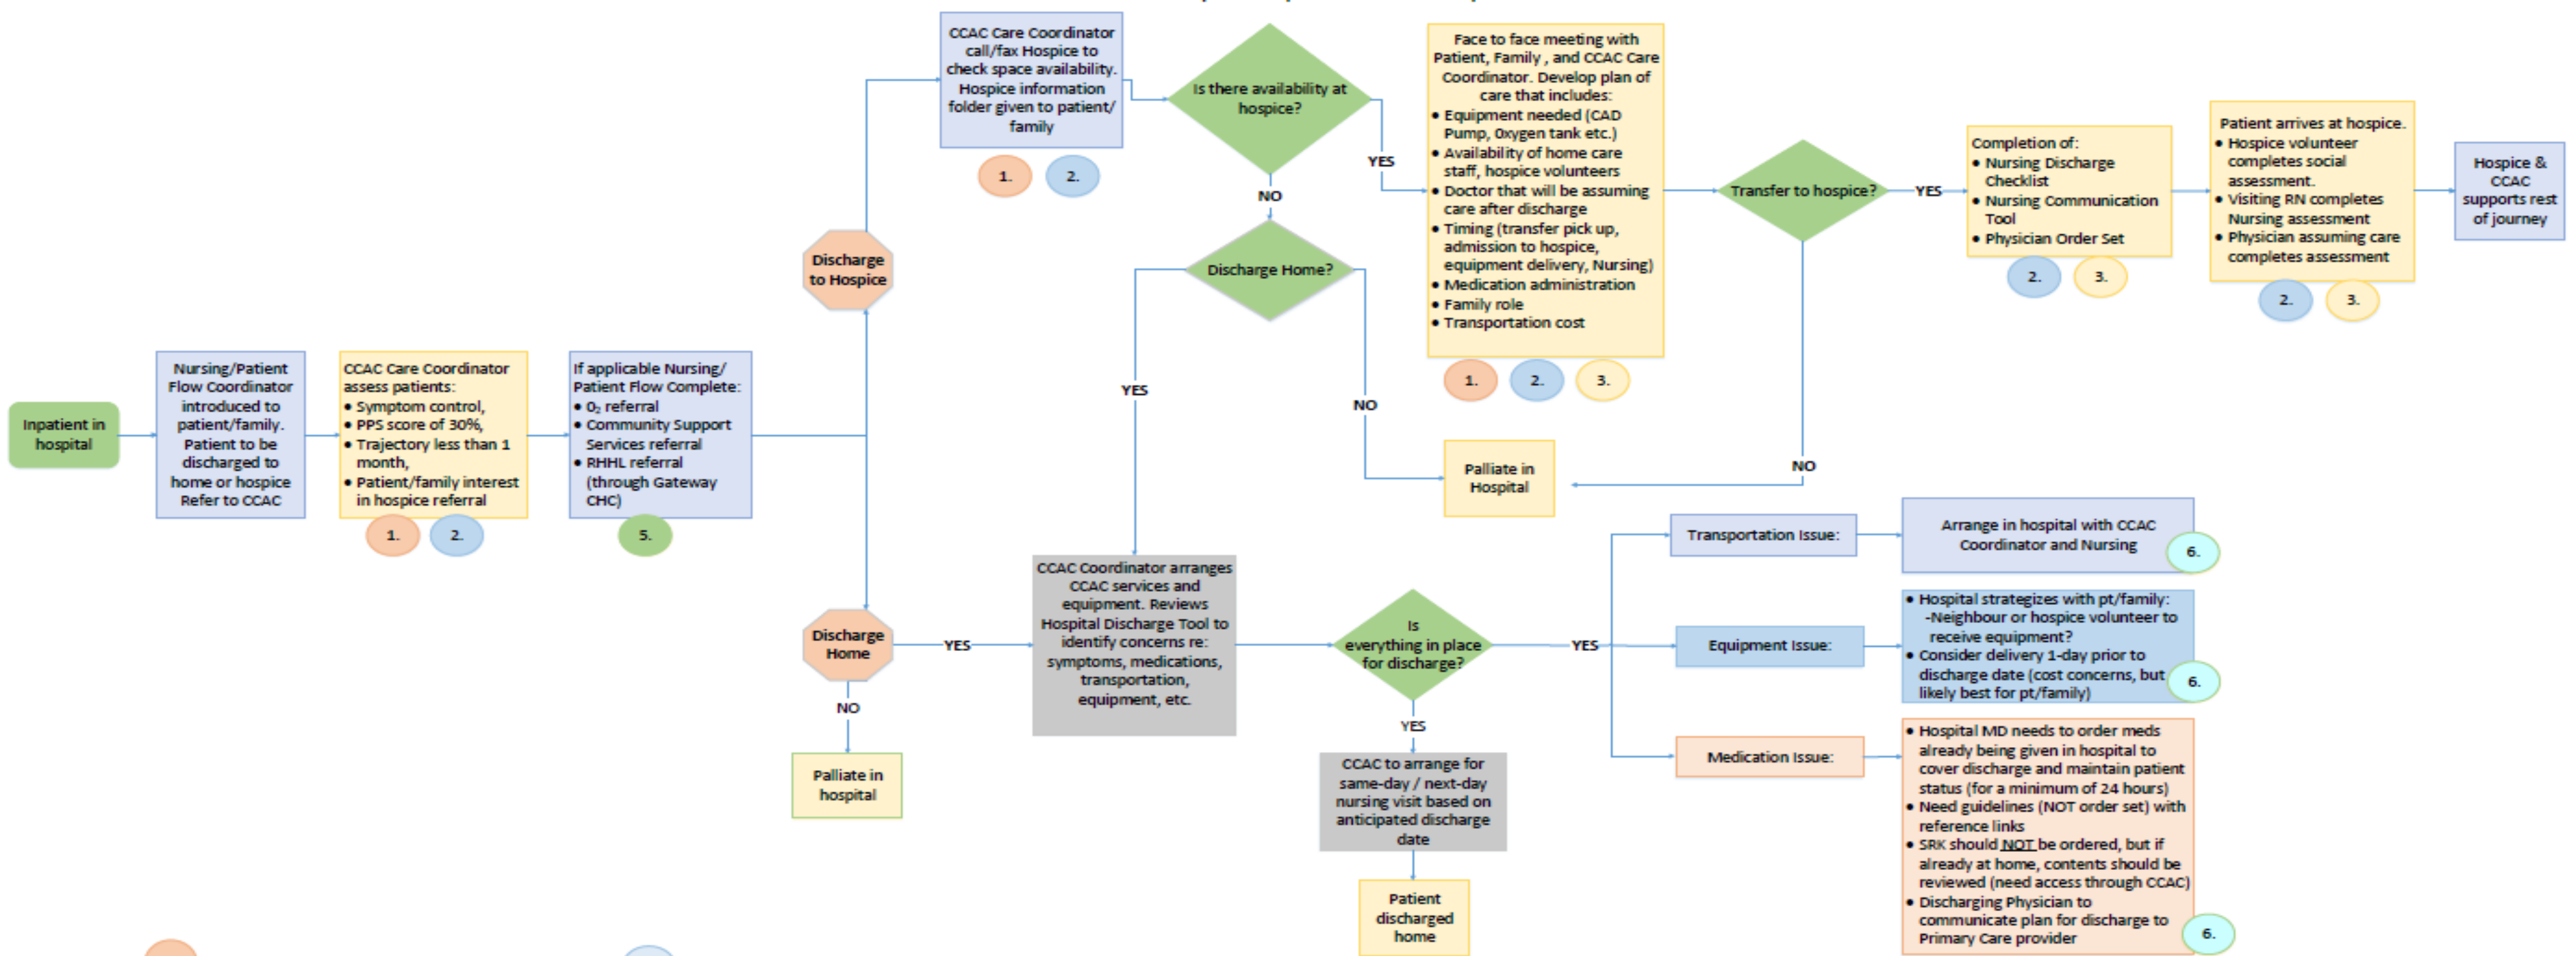 Inpatient in
hospital
Nursing/Patient
Flow Coordinator
introduced to
patient/family.
Patient to be
discharged to
home or hospice
Refer to CCAC
CCAC Care Coordinator
assess patients:
• Symptom control,
• PPS score of 30%,
• Trajectory less than 1
month,
• Patient/family interest
in hospice referral
1.
2.
If applicable Nursing/
Patient Flow Complete:
• 0₂ referral
• Community Support
Services referral
• RHHL referral
(through Gateway
CHC)
5.
Discharge
to Hospice
CCAC Care Coordinator
call/fax Hospice to
check space availability.
Hospice information
folder given to patient/
family
1.
2.
Is there availability at
hospice?
YES
NO
Discharge Home?
YES
NO
Face to face meeting with
Patient, Family , and CCAC Care
Coordinator. Develop plan of
care that includes:
• Equipment needed (CAD
Pump, 0xygen tank etc.)
• Availability of home care
staff, hospice volunteers
• Doctor that will be assuming
care after discharge
• Timing (transfer pick up,
admission to hospice,
equipment delivery, Nursing)
• Medication administration
• Family role
• Transportation cost
1.
2.
3.
Palliate in
Hospital
Transfer to hospice?
YES
NO
Completion of:
• Nursing Discharge
Checklist
• Nursing Communication
Tool
• Physician Order Set
2.
3.
Patient arrives at hospice.
• Hospice volunteer
completes social
assessment.
• Visiting RN completes
Nursing assessment
• Physician assuming care
completes assessment
2.
3.
Hospice &
CCAC
supports rest
of journey
Discharge
Home
YES
NO
Palliate in
hospital
CCAC Coordinator arranges
CCAC services and
equipment. Reviews
Hospital Discharge Tool to
identify concerns re:
symptoms, medications,
transportation,
equipment, etc.
Is
everything in place
for discharge?
YES
YES
CCAC to arrange for
same-day / next-day
nursing visit based on
anticipated discharge
date
Patient
discharged
home
Transportation Issue:
Arrange in hospital with CCAC
Coordinator and Nursing
6.
Equipment Issue:
• Hospital strategizes with pt/family:
-Neighbour or hospice volunteer to
receive equipment?
• Consider delivery 1-day prior to
discharge date (cost concerns, but
likely best for pt/family)
6.
Medication Issue:
• Hospital MD needs to order meds
already being given in hospital to
cover discharge and maintain patient
status (for a minimum of 24 hours)
• Need guidelines (NOT order set) with
reference links
• SRK should NOT be ordered, but if
already at home, contents should be
reviewed (need access through CCAC)
• Discharging Physician to
communicate plan for discharge to
Primary Care provider
6.